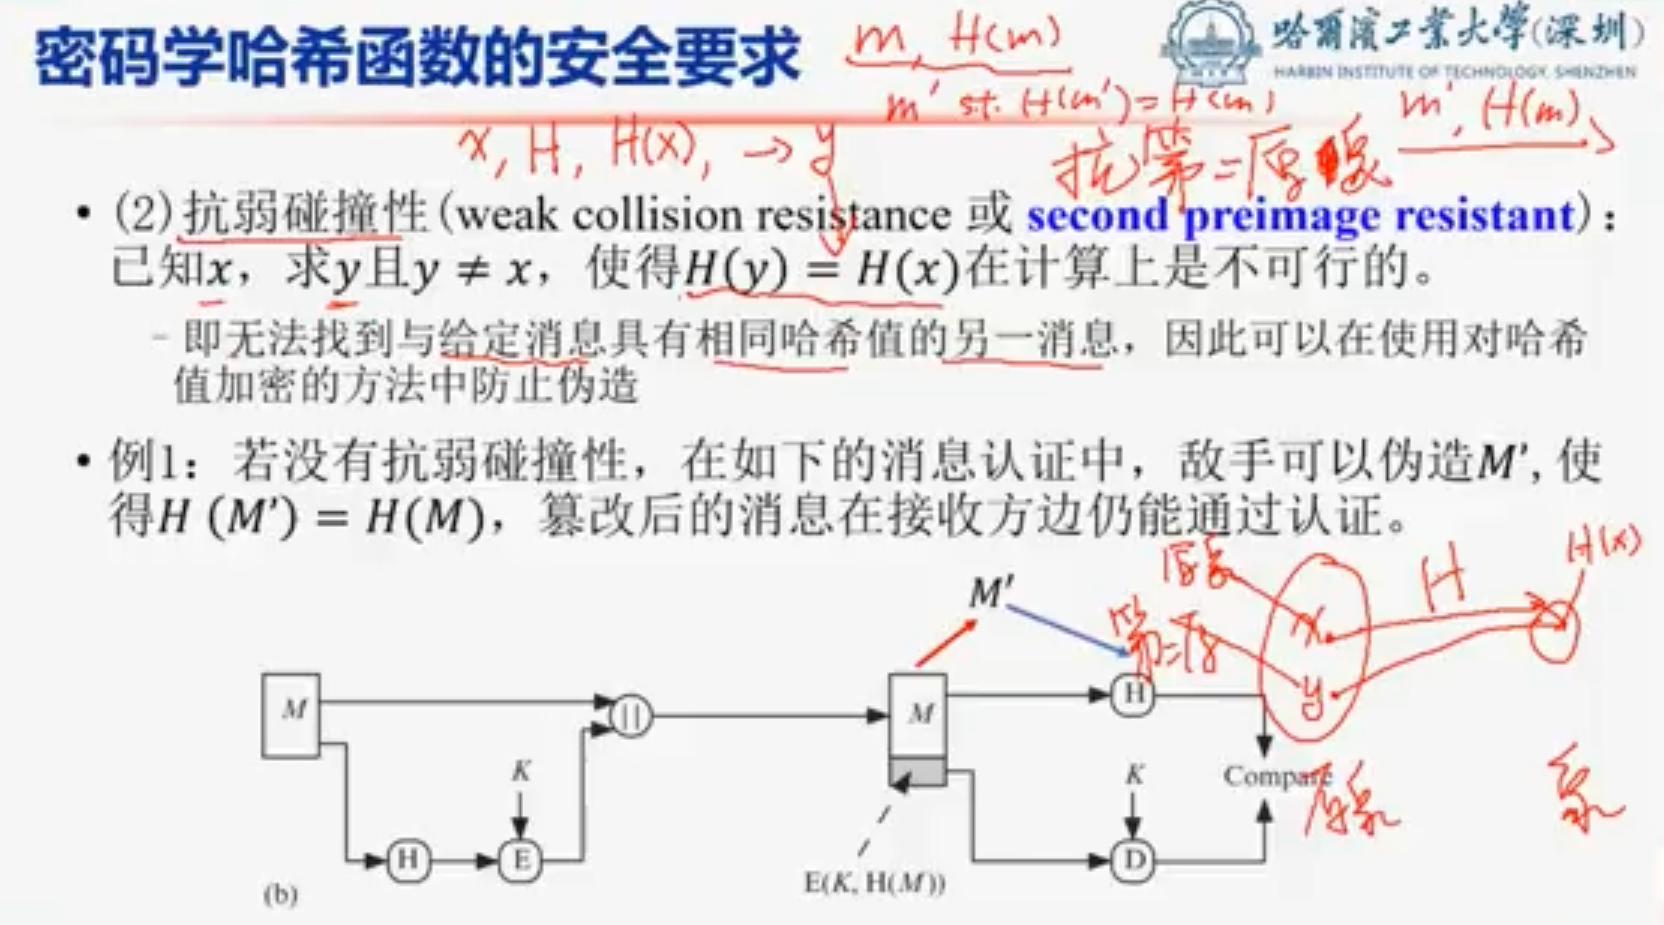 密码学哈希函数的安全要求
m, H(m)
哈爾濱工業大學(深圳)
HARBIN INSTITUTE OF TECHNOLOGY, SHENZHEN
m' s.t. H(m') = H(m)
m', H(m)
x, H, H(x), → y
抗第二原像
• (2)抗弱碰撞性(weak collision resistance 或 second preimage resistant)：
已知x，求y且y ≠ x，使得H(y) = H(x)在计算上是不可行的。
– 即无法找到与给定消息具有相同哈希值的另一消息，因此可以在使用对哈希
值加密的方法中防止伪造
• 例1：若没有抗弱碰撞性，在如下的消息认证中，敌手可以伪造M', 使
得H (M') = H(M)，篡改后的消息在接收方边仍能通过认证。
原象
H
H(x)
M'
第二原
x
M
||
M
H
y
K
K
Compare
原象
象
H
E
D
E(K, H(M))
(b)